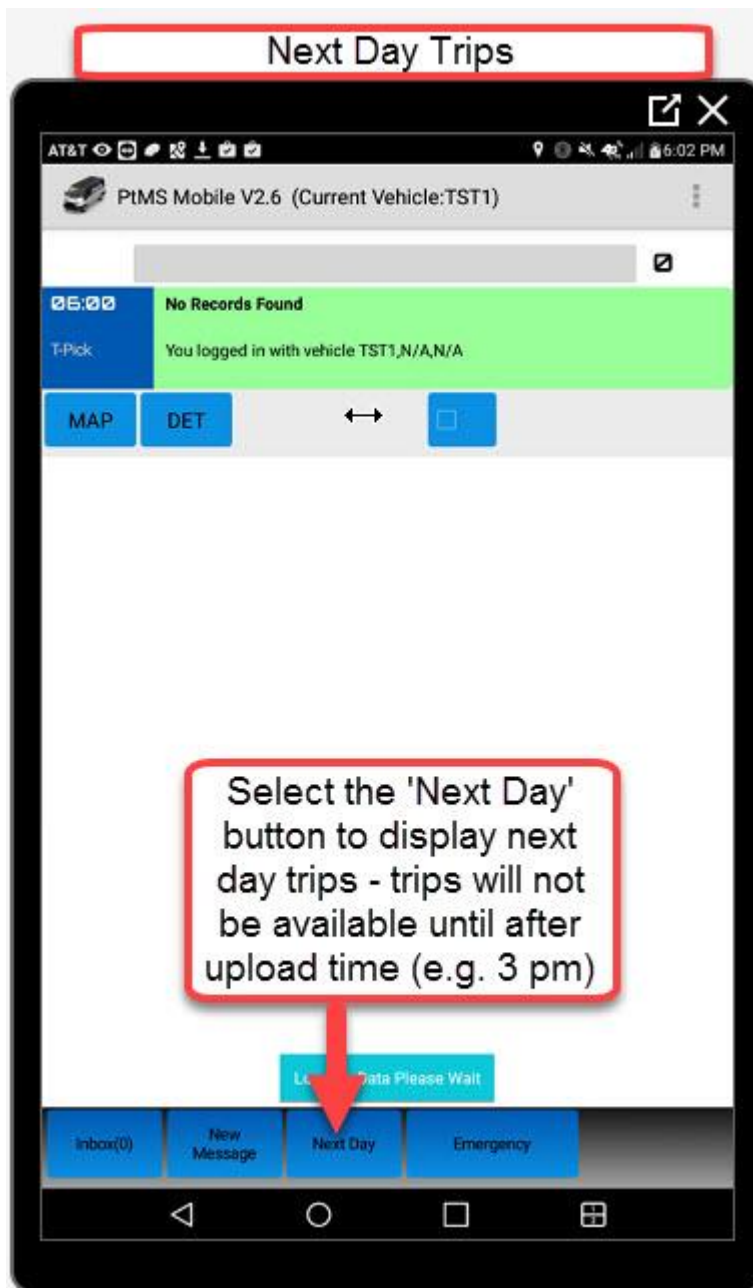 Next Day Trips
AT&T 6:02 PM
PtMS Mobile V2.6 (Current Vehicle:TST1)
0
06:00 No Records Found
T-Pick You logged in with vehicle TST1,N/A,N/A
MAP DET
Select the 'Next Day'
button to display next
day trips - trips will not
be available until after
upload time (e.g. 3 pm)
Data Please Wait
Inbox(0) New Message Next Day Emergency